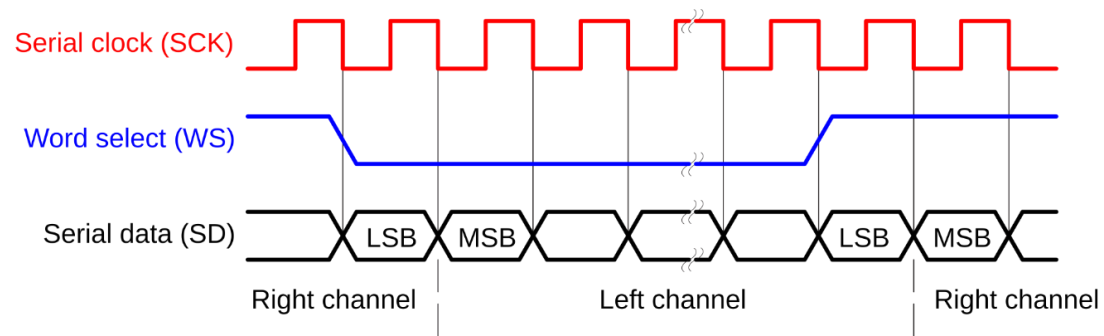 Serial clock (SCK)
Word select (WS)
Serial data (SD)
LSB MSB LSB MSB
Right channel Left channel Right channel